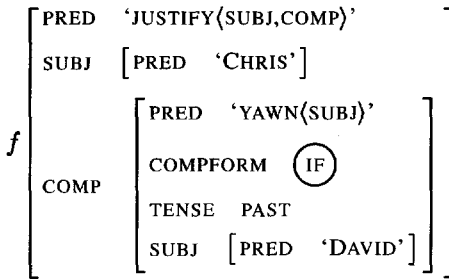 PRED ‘JUSTIFY⟨SUBJ,COMP⟩’
SUBJ [PRED ‘CHRIS’]
PRED ‘YAWN⟨SUBJ⟩’
f
COMPFORM IF
COMP
TENSE PAST
SUBJ [PRED ‘DAVID’]